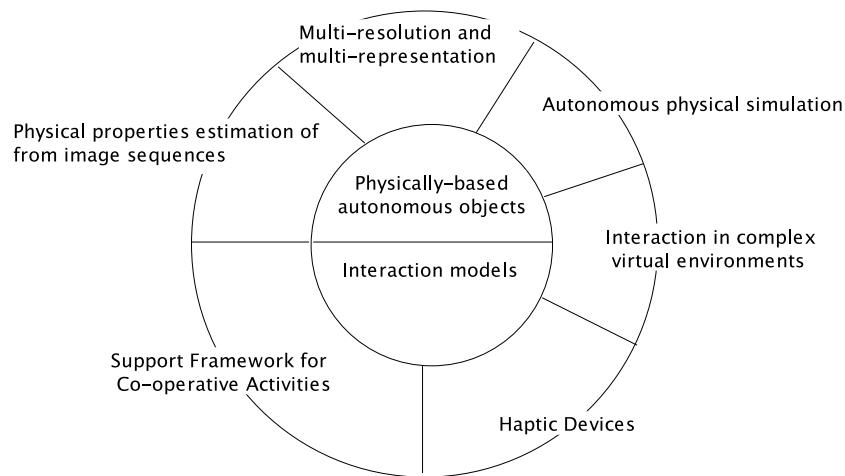 Multi-resolution and
multi-representation
Autonomous physical simulation
Physical properties estimation of
from image sequences
Physically-based
autonomous objects
Interaction in complex
virtual environments
Interaction models
Support Framework for
Co-operative Activities
Haptic Devices